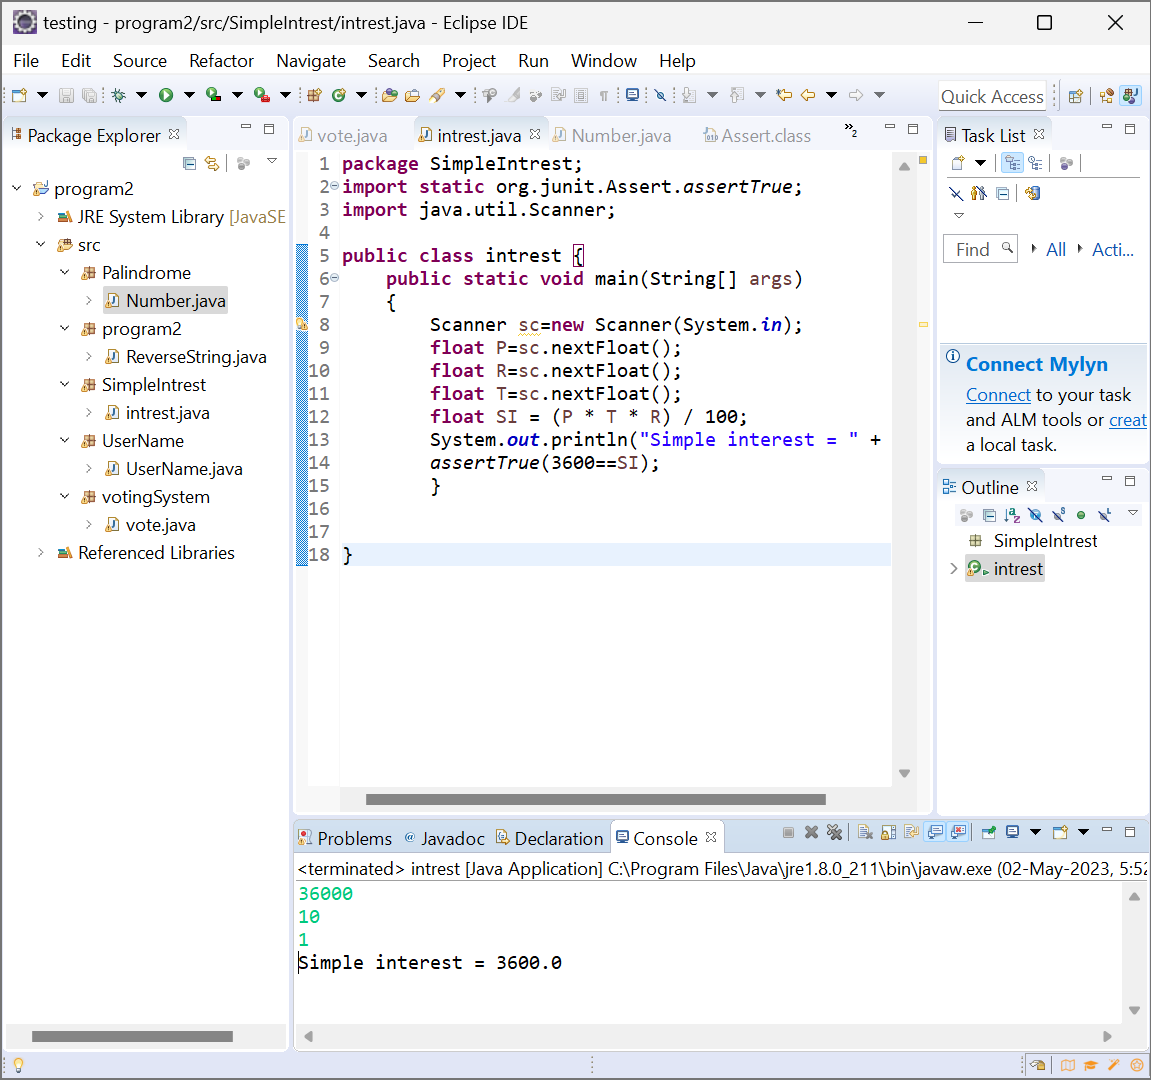 testing - program2/src/SimpleIntrest/intrest.java - Eclipse IDE
File Edit Source Refactor Navigate Search Project Run Window Help
Quick Access
Package Explorer
program2
JRE System Library [JavaSE
src
Palindrome
Number.java
program2
ReverseString.java
SimpleIntrest
intrest.java
UserName
UserName.java
votingSystem
vote.java
Referenced Libraries
vote.java intrest.java Number.java Assert.class »2
1 package SimpleIntrest;
2 import static org.junit.Assert.assertTrue;
3 import java.util.Scanner;
4
5 public class intrest {
6 public static void main(String[] args)
7 {
8 Scanner sc=new Scanner(System.in);
9 float P=sc.nextFloat();
10 float R=sc.nextFloat();
11 float T=sc.nextFloat();
12 float SI = (P * T * R) / 100;
13 System.out.println("Simple interest = " +
14 assertTrue(3600==SI);
15 }
16
17
18 }
Task List
Find All Acti...
Connect Mylyn
Connect to your task
and ALM tools or creat
a local task.
Outline
SimpleIntrest
intrest
Problems @ Javadoc Declaration Console
<terminated> intrest [Java Application] C:\Program Files\Java\jre1.8.0_211\bin\javaw.exe (02-May-2023, 5:52
36000
10
1
Simple interest = 3600.0